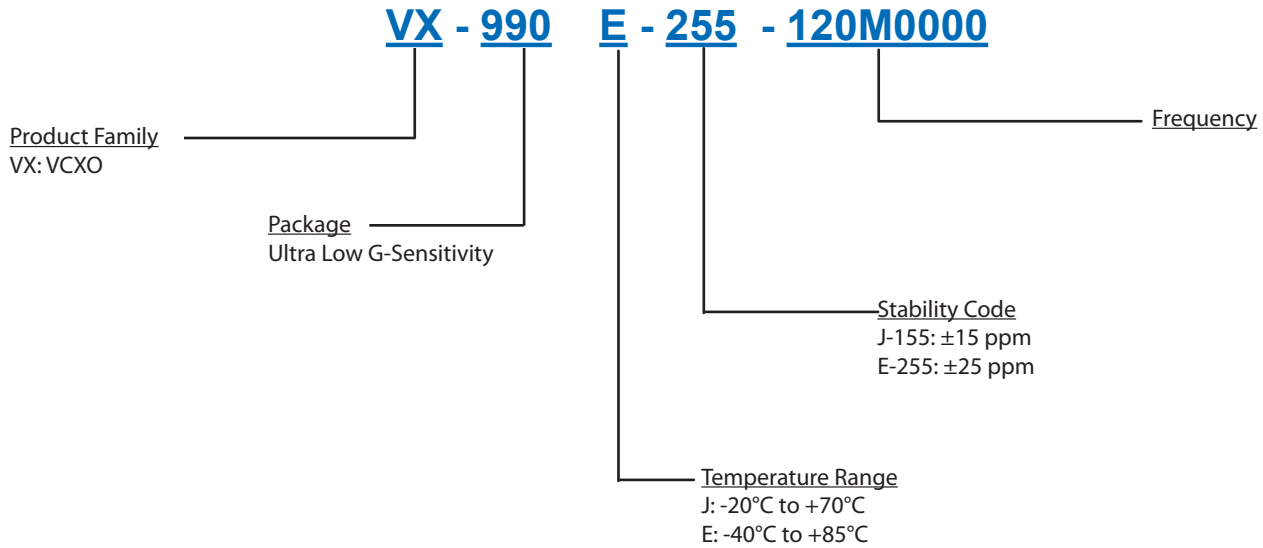 VX - 990 E - 255 - 120M0000
Product Family
VX: VCXO
Package
Ultra Low G-Sensitivity
Frequency
Stability Code
J-155: ±15 ppm
E-255: ±25 ppm
Temperature Range
J: -20°C to +70°C
E: -40°C to +85°C